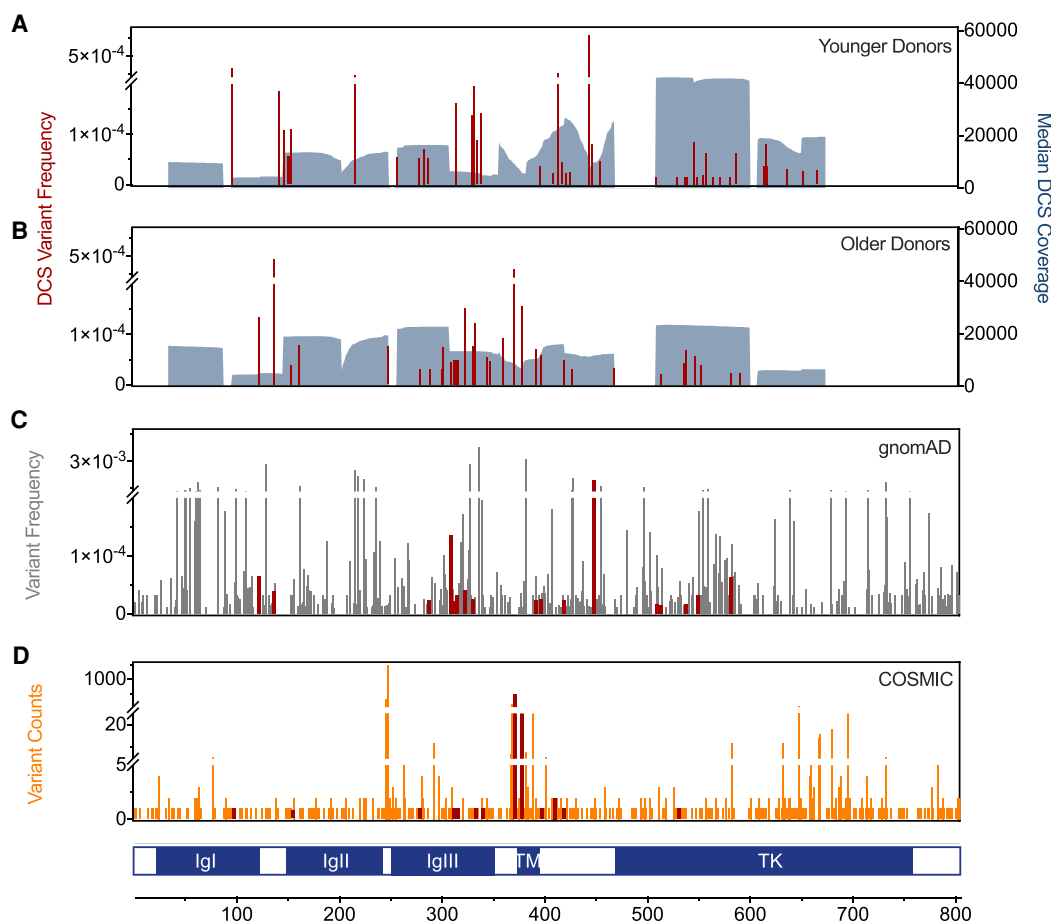 A
5×10⁻⁴
1×10⁻⁴
0
Younger Donors
60000
40000
20000
0
DCS Variant Frequency
Median DCS Coverage
B
5×10⁻⁴
1×10⁻⁴
0
Older Donors
60000
40000
20000
0
C
3×10⁻³
1×10⁻⁴
0
Variant Frequency
gnomAD
D
1000
20
5
0
Variant Counts
COSMIC
IgI IgII IgIII TM TK
100 200 300 400 500 600 700 800